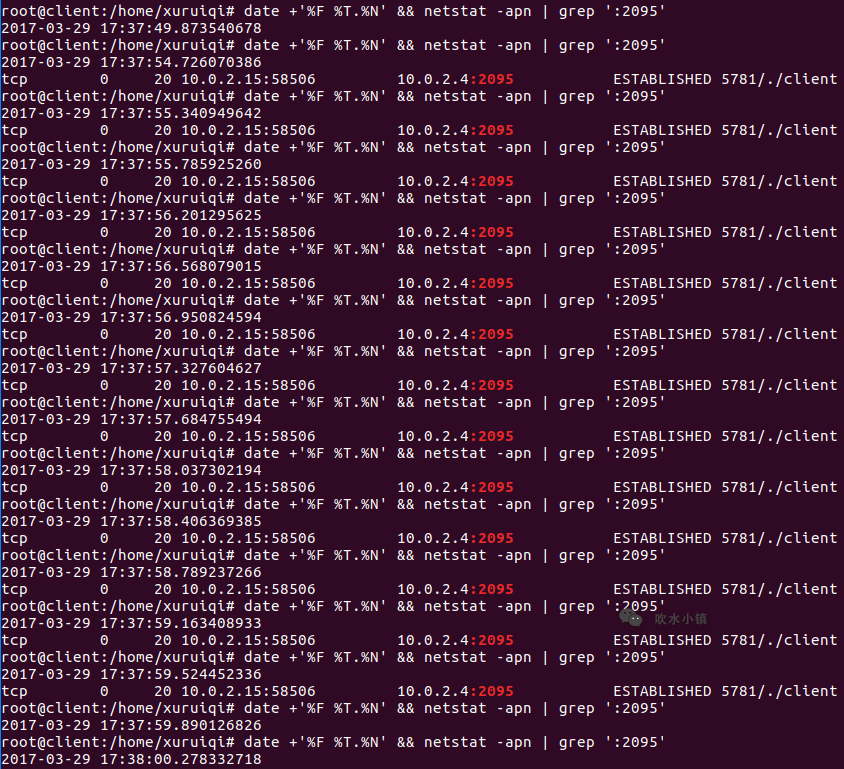 root@client:/home/xuruiqi# date +'%F %T.%N' && netstat -apn | grep ':2095'
2017-03-29 17:37:49.873540678
root@client:/home/xuruiqi# date +'%F %T.%N' && netstat -apn | grep ':2095'
2017-03-29 17:37:54.726070386
tcp        0     20 10.0.2.15:58506         10.0.2.4:2095           ESTABLISHED 5781/./client
root@client:/home/xuruiqi# date +'%F %T.%N' && netstat -apn | grep ':2095'
2017-03-29 17:37:55.340949642
tcp        0     20 10.0.2.15:58506         10.0.2.4:2095           ESTABLISHED 5781/./client
root@client:/home/xuruiqi# date +'%F %T.%N' && netstat -apn | grep ':2095'
2017-03-29 17:37:55.785925260
tcp        0     20 10.0.2.15:58506         10.0.2.4:2095           ESTABLISHED 5781/./client
root@client:/home/xuruiqi# date +'%F %T.%N' && netstat -apn | grep ':2095'
2017-03-29 17:37:56.201295625
tcp        0     20 10.0.2.15:58506         10.0.2.4:2095           ESTABLISHED 5781/./client
root@client:/home/xuruiqi# date +'%F %T.%N' && netstat -apn | grep ':2095'
2017-03-29 17:37:56.568079015
tcp        0     20 10.0.2.15:58506         10.0.2.4:2095           ESTABLISHED 5781/./client
root@client:/home/xuruiqi# date +'%F %T.%N' && netstat -apn | grep ':2095'
2017-03-29 17:37:56.950824594
tcp        0     20 10.0.2.15:58506         10.0.2.4:2095           ESTABLISHED 5781/./client
root@client:/home/xuruiqi# date +'%F %T.%N' && netstat -apn | grep ':2095'
2017-03-29 17:37:57.327604627
tcp        0     20 10.0.2.15:58506         10.0.2.4:2095           ESTABLISHED 5781/./client
root@client:/home/xuruiqi# date +'%F %T.%N' && netstat -apn | grep ':2095'
2017-03-29 17:37:57.684755494
tcp        0     20 10.0.2.15:58506         10.0.2.4:2095           ESTABLISHED 5781/./client
root@client:/home/xuruiqi# date +'%F %T.%N' && netstat -apn | grep ':2095'
2017-03-29 17:37:58.037302194
tcp        0     20 10.0.2.15:58506         10.0.2.4:2095           ESTABLISHED 5781/./client
root@client:/home/xuruiqi# date +'%F %T.%N' && netstat -apn | grep ':2095'
2017-03-29 17:37:58.406369385
tcp        0     20 10.0.2.15:58506         10.0.2.4:2095           ESTABLISHED 5781/./client
root@client:/home/xuruiqi# date +'%F %T.%N' && netstat -apn | grep ':2095'
2017-03-29 17:37:58.789237266
tcp        0     20 10.0.2.15:58506         10.0.2.4:2095           ESTABLISHED 5781/./client
root@client:/home/xuruiqi# date +'%F %T.%N' && netstat -apn | grep ':2095'
2017-03-29 17:37:59.163408933
吹水小镇
tcp        0     20 10.0.2.15:58506         10.0.2.4:2095           ESTABLISHED 5781/./client
root@client:/home/xuruiqi# date +'%F %T.%N' && netstat -apn | grep ':2095'
2017-03-29 17:37:59.524452336
tcp        0     20 10.0.2.15:58506         10.0.2.4:2095           ESTABLISHED 5781/./client
root@client:/home/xuruiqi# date +'%F %T.%N' && netstat -apn | grep ':2095'
2017-03-29 17:37:59.890126826
root@client:/home/xuruiqi# date +'%F %T.%N' && netstat -apn | grep ':2095'
2017-03-29 17:38:00.278332718